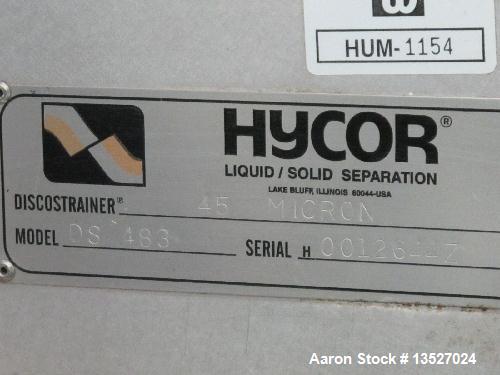 HUM-1154
HYCOR®
LIQUID / SOLID SEPARATION
LAKE BLUFF, ILLINOIS 60044-USA
DISCOSTRAINER® 45 MICRON
MODEL DS 483 SERIAL H 00126447
Aaron Stock # 13527024